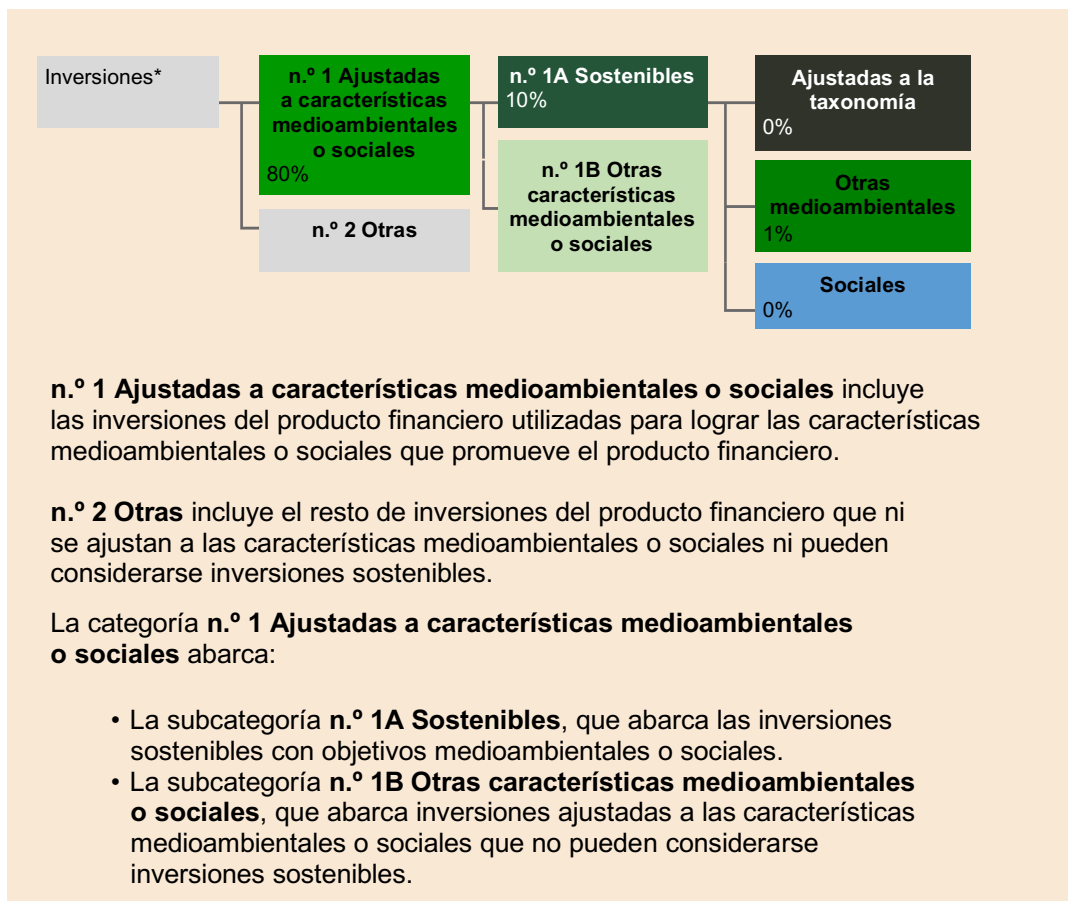 Inversiones*
n.º 1 Ajustadas
a características
medioambientales
o sociales
80%
n.º 2 Otras
n.º 1A Sostenibles
10%
n.º 1B Otras
características
medioambientales
o sociales
Ajustadas a la
taxonomía
0%
Otras
medioambientales
1%
Sociales
0%
n.º 1 Ajustadas a características medioambientales o sociales incluye
las inversiones del producto financiero utilizadas para lograr las características
medioambientales o sociales que promueve el producto financiero.
n.º 2 Otras incluye el resto de inversiones del producto financiero que ni
se ajustan a las características medioambientales o sociales ni pueden
considerarse inversiones sostenibles.
La categoría n.º 1 Ajustadas a características medioambientales
o sociales abarca:
• La subcategoría n.º 1A Sostenibles, que abarca las inversiones
sostenibles con objetivos medioambientales o sociales.
• La subcategoría n.º 1B Otras características medioambientales
o sociales, que abarca inversiones ajustadas a las características
medioambientales o sociales que no pueden considerarse
inversiones sostenibles.